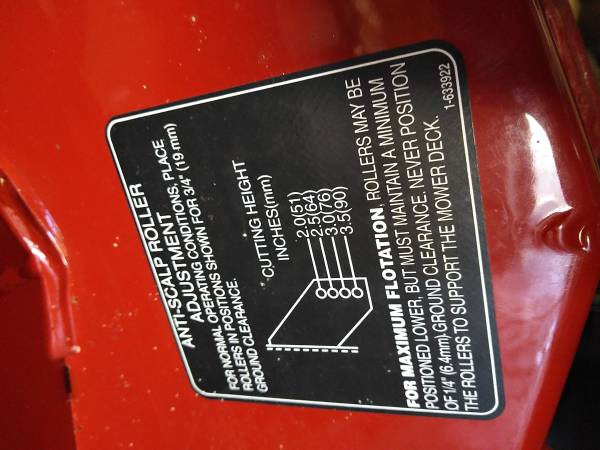 ANTI-SCALP ROLLER
ADJUSTMENT
FOR NORMAL OPERATING CONDITIONS, PLACE
ROLLERS IN POSITIONS SHOWN FOR 3/4" (19mm)
GROUND CLEARANCE.
CUTTING HEIGHT
INCHES(mm)
2.0(51)
2.5(64)
3.0(76)
3.5(90)
FOR MAXIMUM FLOTATION, ROLLERS MAY BE
POSITIONED LOWER, BUT MUST MAINTAIN A MINIMUM
OF 1/4" (6.4mm) GROUND CLEARANCE. NEVER POSITION
THE ROLLERS TO SUPPORT THE MOWER DECK.
1-633922